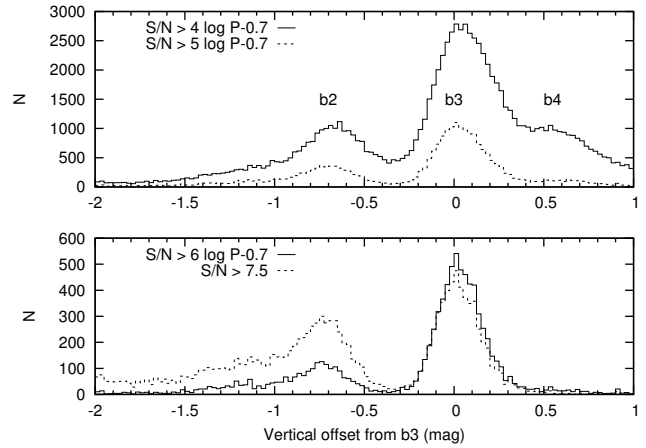 S/N > 4 log P-0.7
S/N > 5 log P-0.7
3000
2500
2000
1500
1000
500
0
N
b2
b3
b4
-2
-1.5
-1
-0.5
0
0.5
1
S/N > 6 log P-0.7
S/N > 7.5
600
500
400
300
200
100
0
N
-2
-1.5
-1
-0.5
0
0.5
1
Vertical offset from b3 (mag)